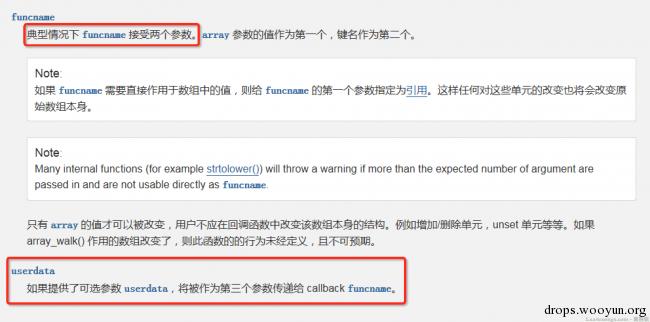 funcname
典型情况下 funcname 接受两个参数。array 参数的值作为第一个，键名作为第二个。
Note:
如果 funcname 需要直接作用于数组中的值，则给 funcname 的第一个参数指定为引用。这样任何对这些单元的改变也将会改变原
始数组本身。
Note:
Many internal functions (for example strtolower()) will throw a warning if more than the expected number of argument are
passed in and are not usable directly as funcname.
只有 array 的值才可以被改变，用户不应在回调函数中改变该数组本身的结构。例如增加/删除单元，unset 单元等等。如果
array_walk() 作用的数组改变了，则此函数的的行为未经定义，且不可预期。
userdata
如果提供了可选参数 userdata，将被作为第三个参数传递给 callback funcname。
drops.wooyun.org